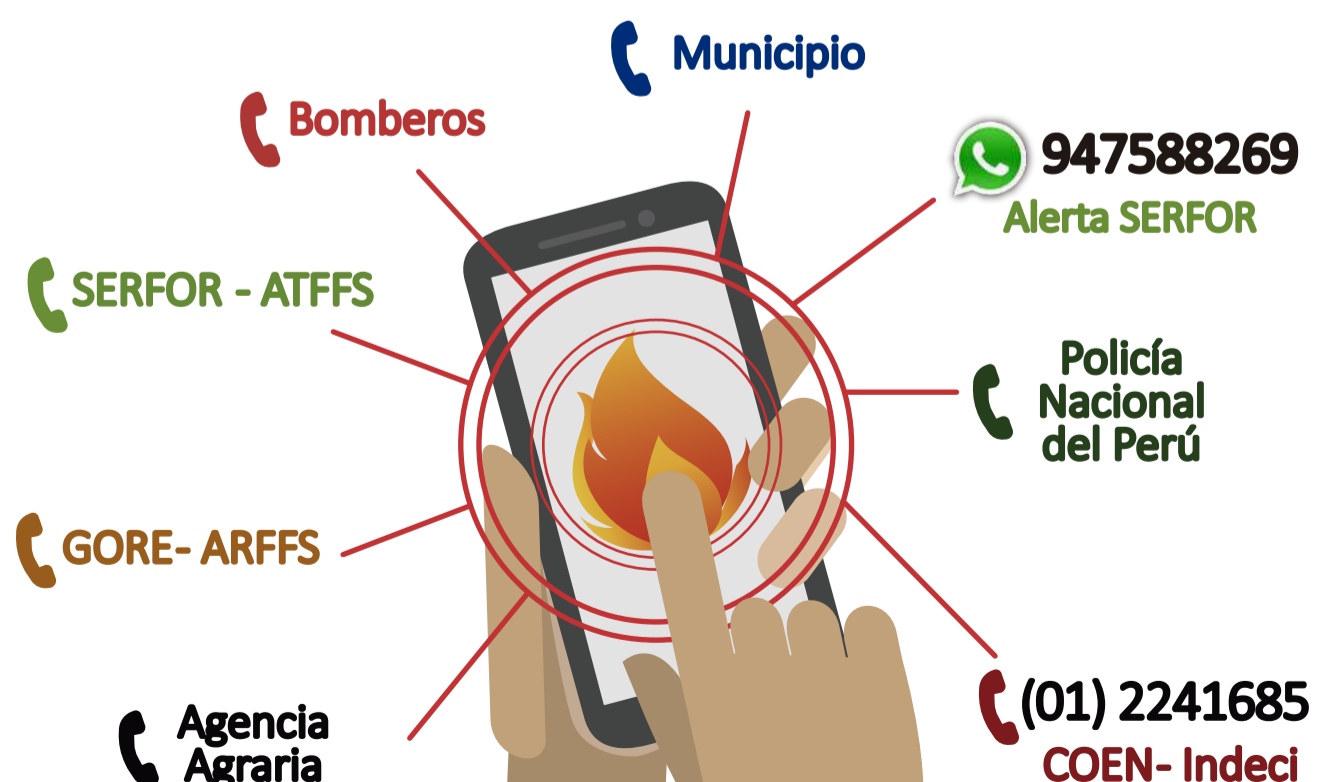 Municipio
Bomberos
947588269
Alerta SERFOR
SERFOR - ATFFS
Policía
Nacional
del Perú
GORE- ARFFS
(01) 2241685
COEN- Indeci
Agencia
Agraria